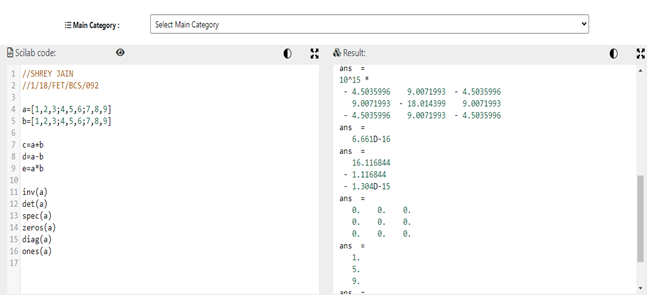 Main Category :
Select Main Category
Scilab code:
Result:
1 //SHREY JAIN
2 //1/18/FET/BCS/092
3
4 a=[1,2,3;4,5,6;7,8,9]
5 b=[1,2,3;4,5,6;7,8,9]
6
7 c=a+b
8 d=a-b
9 e=a*b
10
11 inv(a)
12 det(a)
13 spec(a)
14 zeros(a)
15 diag(a)
16 ones(a)
17
ans =
10^15 *
- 4.5035996 9.0071993 - 4.5035996
9.0071993 - 18.014399 9.0071993
- 4.5035996 9.0071993 - 4.5035996
ans =
6.661D-16
ans =
16.116844
- 1.116844
- 1.304D-15
ans =
0. 0. 0.
0. 0. 0.
0. 0. 0.
ans =
1.
5.
9.
ans =